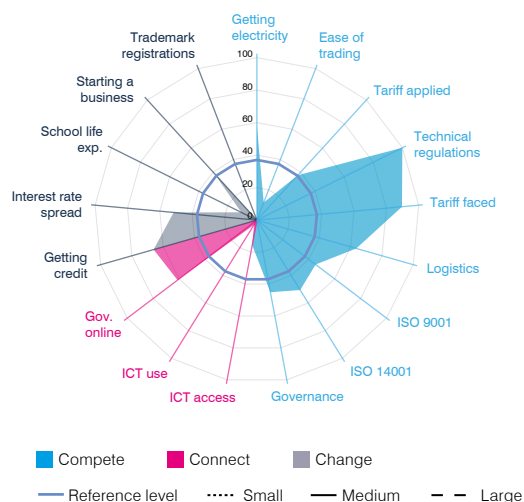 Getting
electricity
Ease of
trading
Tariff applied
Technical
regulations
Tariff faced
Logistics
ISO 9001
ISO 14001
Governance
ICT access
ICT use
Gov.
online
Getting
credit
Interest rate
spread
School life
exp.
Starting a
business
Trademark
registrations
100
80
60
40
20
0
Compete Connect Change
Reference level Small Medium Large